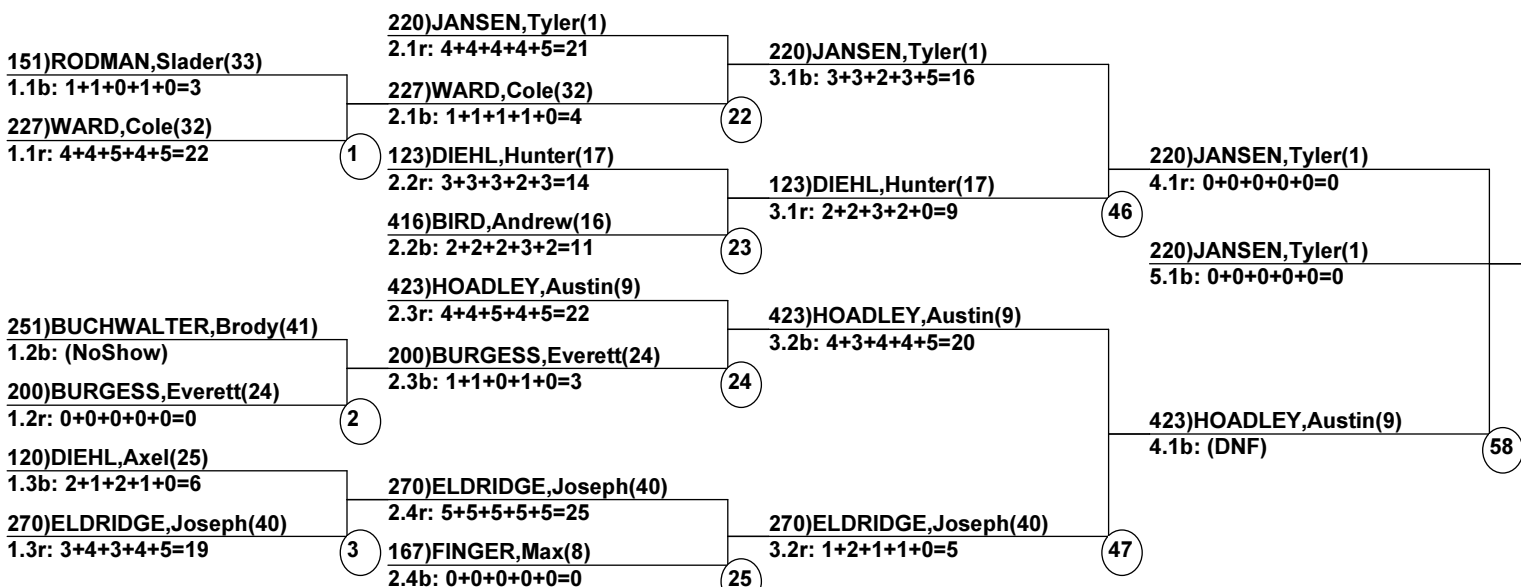 151)RODMAN,Slader(33)
1.1b: 1+1+0+1+0=3
227)WARD,Cole(32)
1.1r: 4+4+5+4+5=22
1
251)BUCHWALTER,Brody(41)
1.2b: (NoShow)
200)BURGESS,Everett(24)
1.2r: 0+0+0+0+0=0
2
120)DIEHL,Axel(25)
1.3b: 2+1+2+1+0=6
270)ELDRIDGE,Joseph(40)
1.3r: 3+4+3+4+5=19
3
220)JANSEN,Tyler(1)
2.1r: 4+4+4+4+5=21
227)WARD,Cole(32)
2.1b: 1+1+1+1+0=4
22
123)DIEHL,Hunter(17)
2.2r: 3+3+3+2+3=14
416)BIRD,Andrew(16)
2.2b: 2+2+2+3+2=11
23
423)HOADLEY,Austin(9)
2.3r: 4+4+5+4+5=22
200)BURGESS,Everett(24)
2.3b: 1+1+0+1+0=3
24
270)ELDRIDGE,Joseph(40)
2.4r: 5+5+5+5+5=25
167)FINGER,Max(8)
2.4b: 0+0+0+0+0=0
25
220)JANSEN,Tyler(1)
3.1b: 3+3+2+3+5=16
123)DIEHL,Hunter(17)
3.1r: 2+2+3+2+0=9
46
423)HOADLEY,Austin(9)
3.2b: 4+3+4+4+5=20
270)ELDRIDGE,Joseph(40)
3.2r: 1+2+1+1+0=5
47
220)JANSEN,Tyler(1)
4.1r: 0+0+0+0+0=0
220)JANSEN,Tyler(1)
5.1b: 0+0+0+0+0=0
423)HOADLEY,Austin(9)
4.1b: (DNF)
58